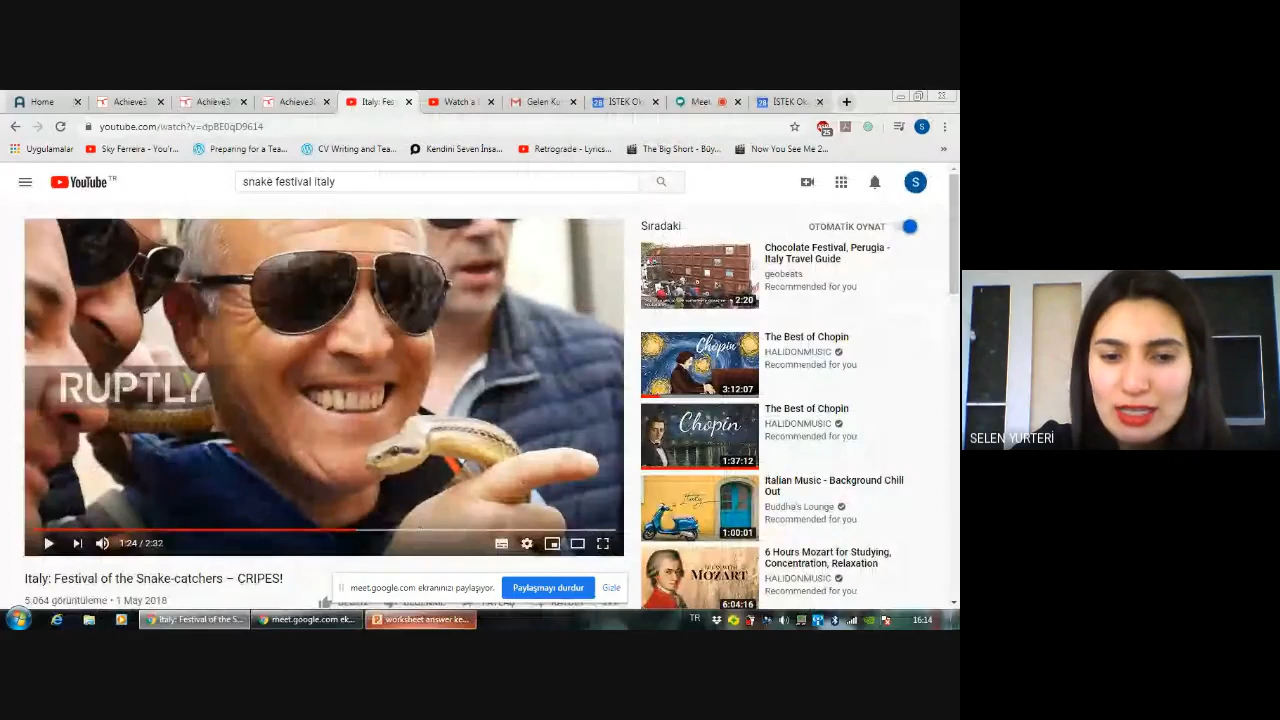 Home
Achieve3
Achieve3
Achieve3
Italy: Fes
Watch a
Gelen Ku
İSTEK Ok
Meet
İSTEK Ok
youtube.com/watch?v=dpBE0qD9614
Uygulamalar
Sky Ferreira - You'r...
Preparing for a Tea...
CV Writing and Tea...
Kendini Seven İnsa...
Retrograde - Lyrics...
The Big Short - Büy...
Now You See Me 2...
»
YouTube TR
snake festival italy
S
Sıradaki
OTOMATİK OYNAT
Chocolate Festival, Perugia -
Italy Travel Guide
geobeats
Recommended for you
2:20
The Best of Chopin
HALIDONMUSIC
Recommended for you
Chopin
3:12:07
The Best of Chopin
HALIDONMUSIC
Recommended for you
Chopin
1:37:12
Italian Music - Background Chill
Out
Buddha's Lounge
Recommended for you
1:00:01
6 Hours Mozart for Studying,
Concentration, Relaxation
HALIDONMUSIC
Recommended for you
MOZART
6:04:16
RUPTLY
1:24 / 2:32
Italy: Festival of the Snake-catchers – CRIPES!
5.064 görüntüleme • 1 May 2018
meet.google.com ekranınızı paylaşıyor.
Paylaşmayı durdur
Gizle
Italy: Festival of the S...
meet.google.com ek...
worksheet answer ke...
TR
16:14
SELEN YURTERİ